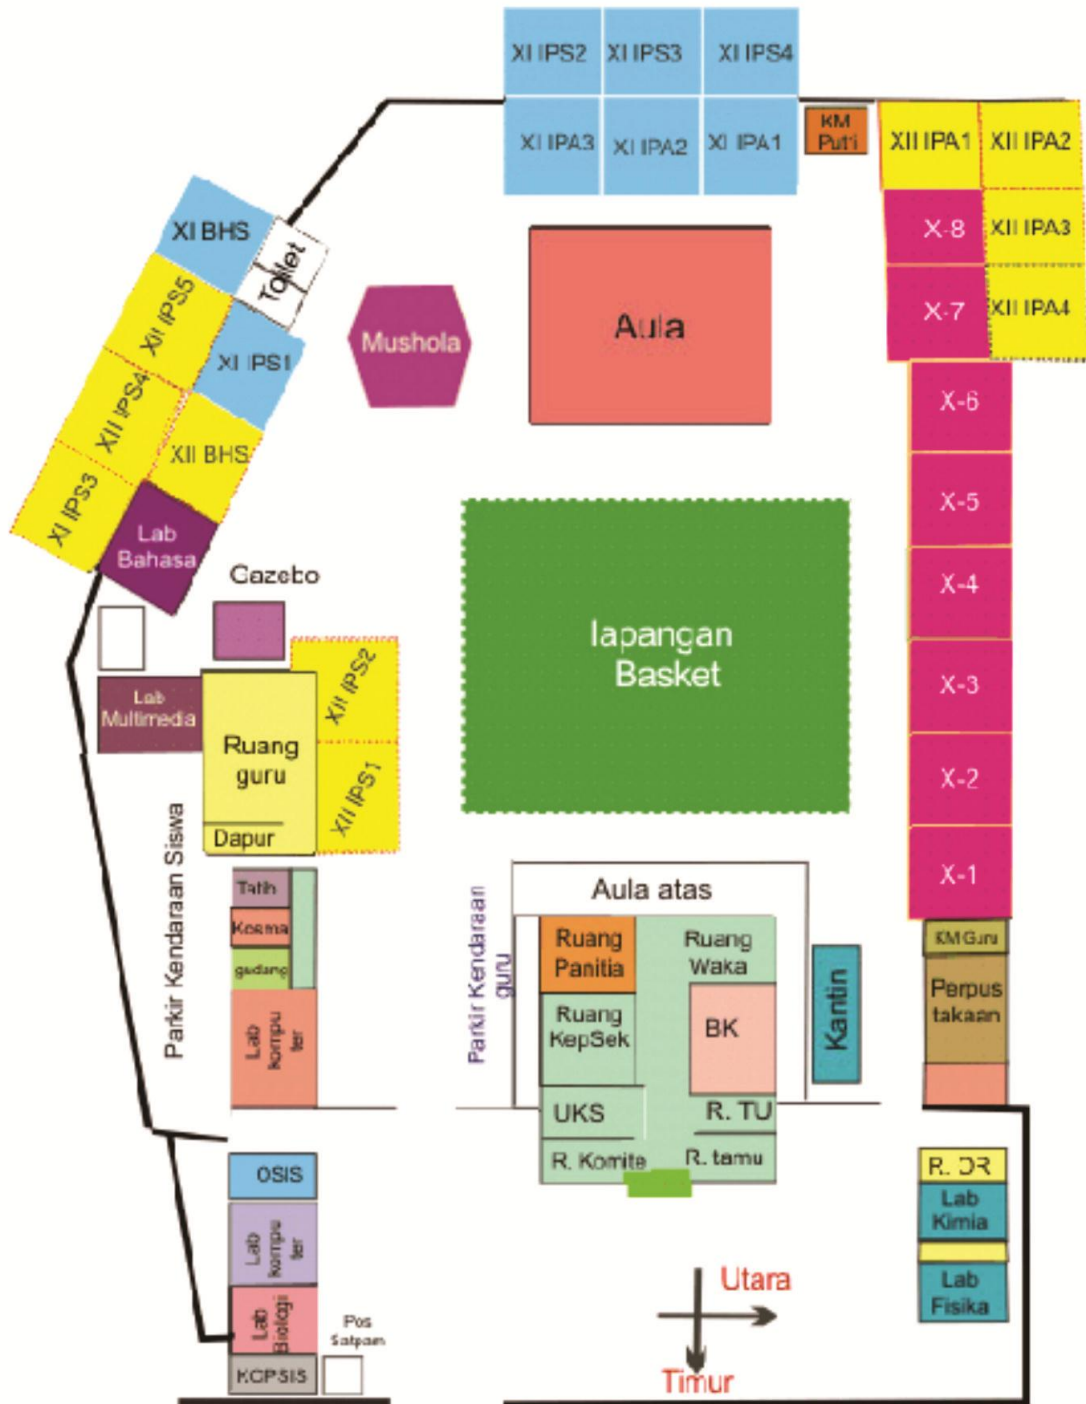 XI IPS2
XI IPS3
XI IPS4
XI IPA3
XI IPA2
XI IPA1
KM
Putri
XII IPA1
XII IPA2
X-8
XII IPA3
X-7
XII IPA4
XI BHS
Toilet
XII IPS5
XI IPS1
XII IPS4
XII BHS
XI IPS3
Lab
Bahasa
Mushola
Aula
X-6
X-5
X-4
X-3
X-2
X-1
Gazebo
lapangan
Basket
Lab
Multimedia
Ruang
guru
XII IPS2
XII IPS1
Dapur
Parkir Kendaraan Siswa
Tatib
Kosma
gudang
Lab
kompu
ter
Parkir Kendaraan
guru
Aula atas
Ruang
Panitia
Ruang
Waka
Ruang
KepSek
BK
UKS
R. TU
R. Komite
R. tamu
Kantin
KM Guru
Perpus
takaan
OSIS
Lab
kompu
ter
Lab
Biologi
KOPSIS
Pos
Satpam
R. OR
Lab
Kimia
Lab
Fisika
Utara
Timur